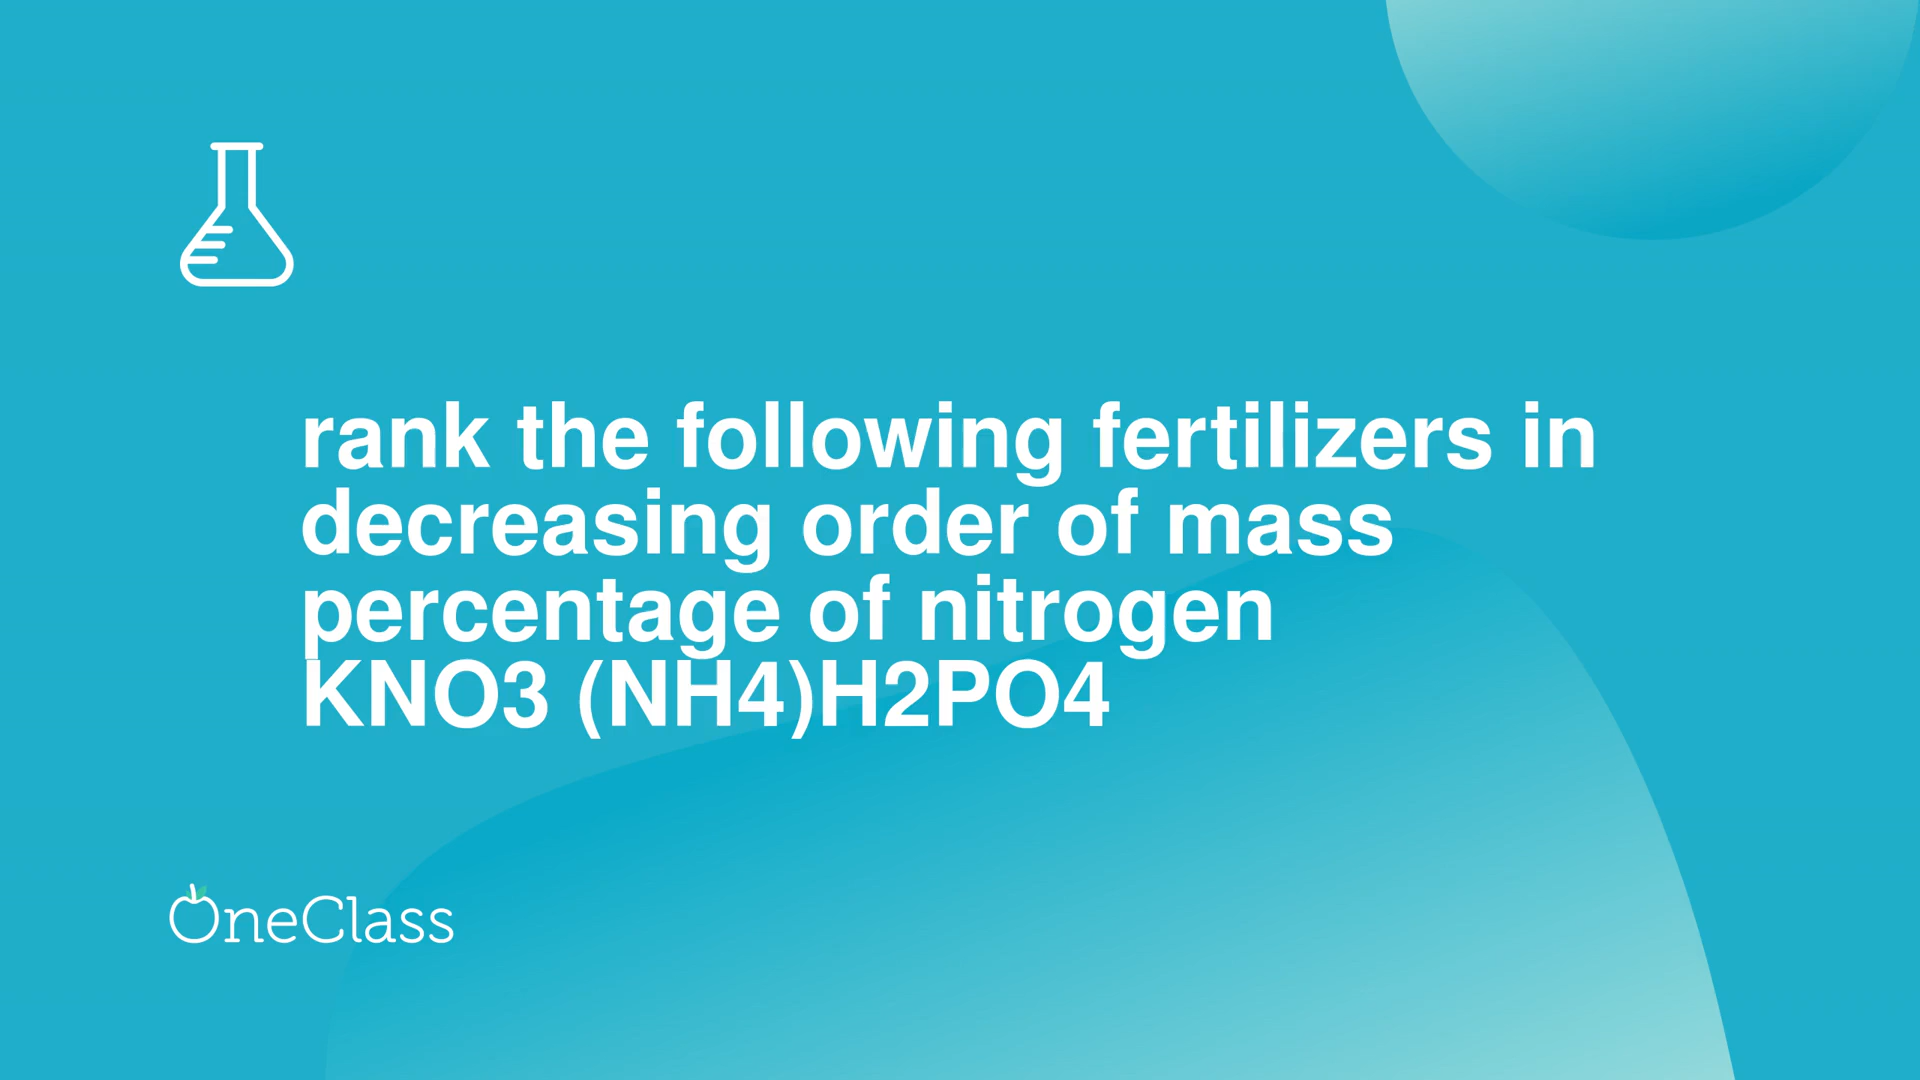 rank the following fertilizers in
decreasing order of mass
percentage of nitrogen
KNO3 (NH4)H2PO4
OneClass